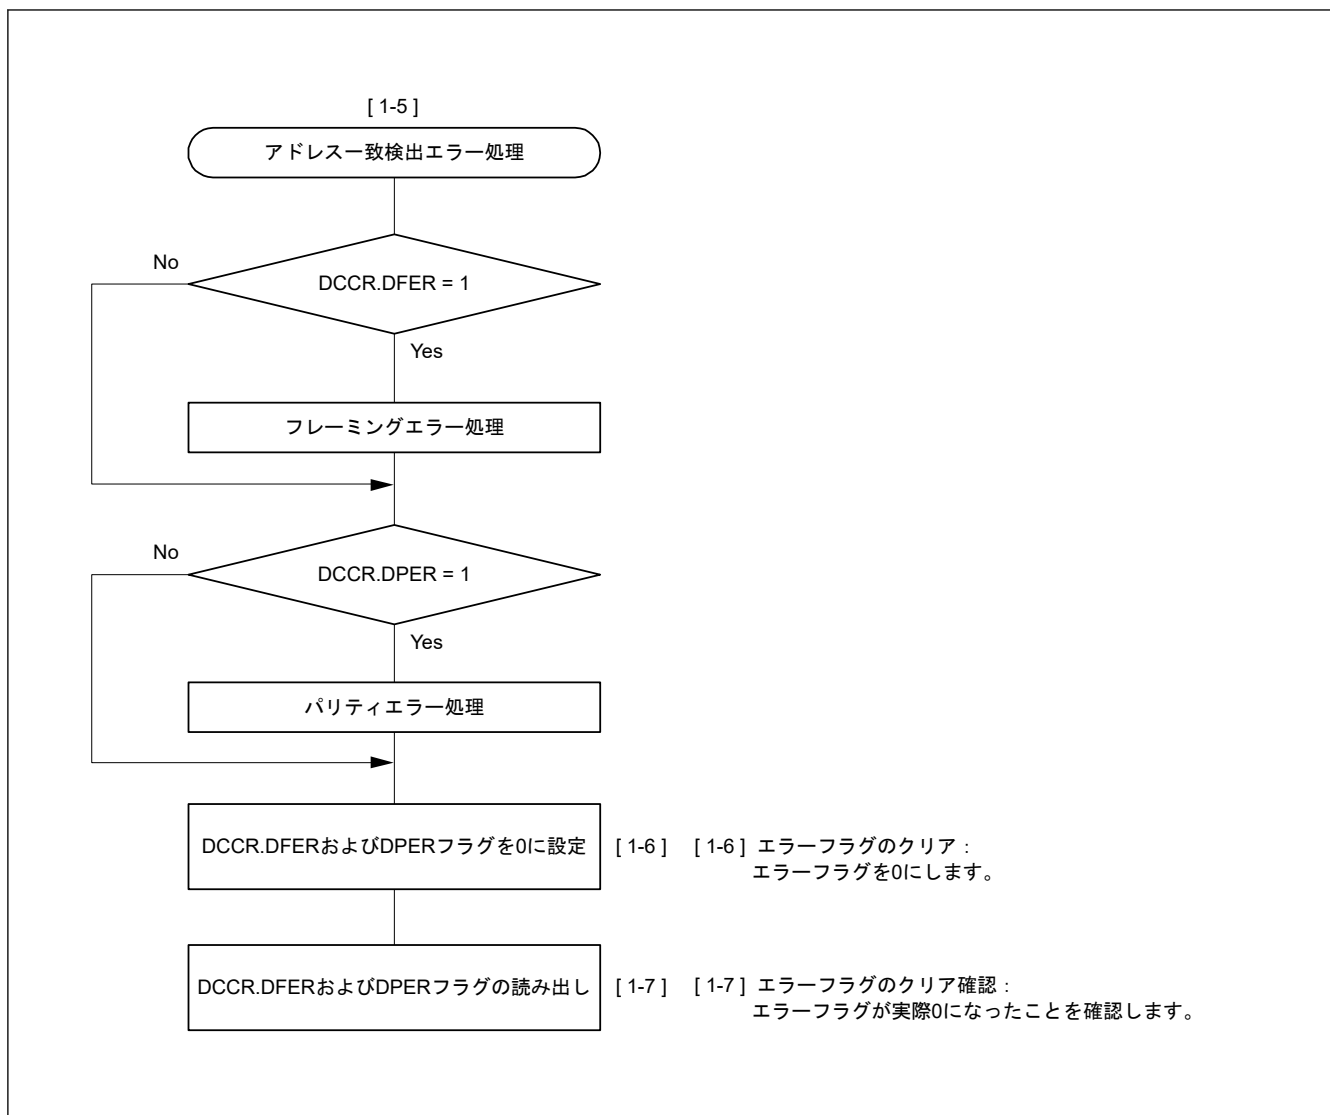 [ 1-5 ]
アドレス一致検出エラー処理
No
DCCR.DFER = 1
Yes
フレーミングエラー処理
No
DCCR.DPER = 1
Yes
パリティエラー処理
DCCR.DFERおよびDPERフラグを0に設定 [ 1-6 ] [ 1-6 ] エラーフラグのクリア：
エラーフラグを0にします。
DCCR.DFERおよびDPERフラグの読み出し [ 1-7 ] [ 1-7 ] エラーフラグのクリア確認：
エラーフラグが実際0になったことを確認します。